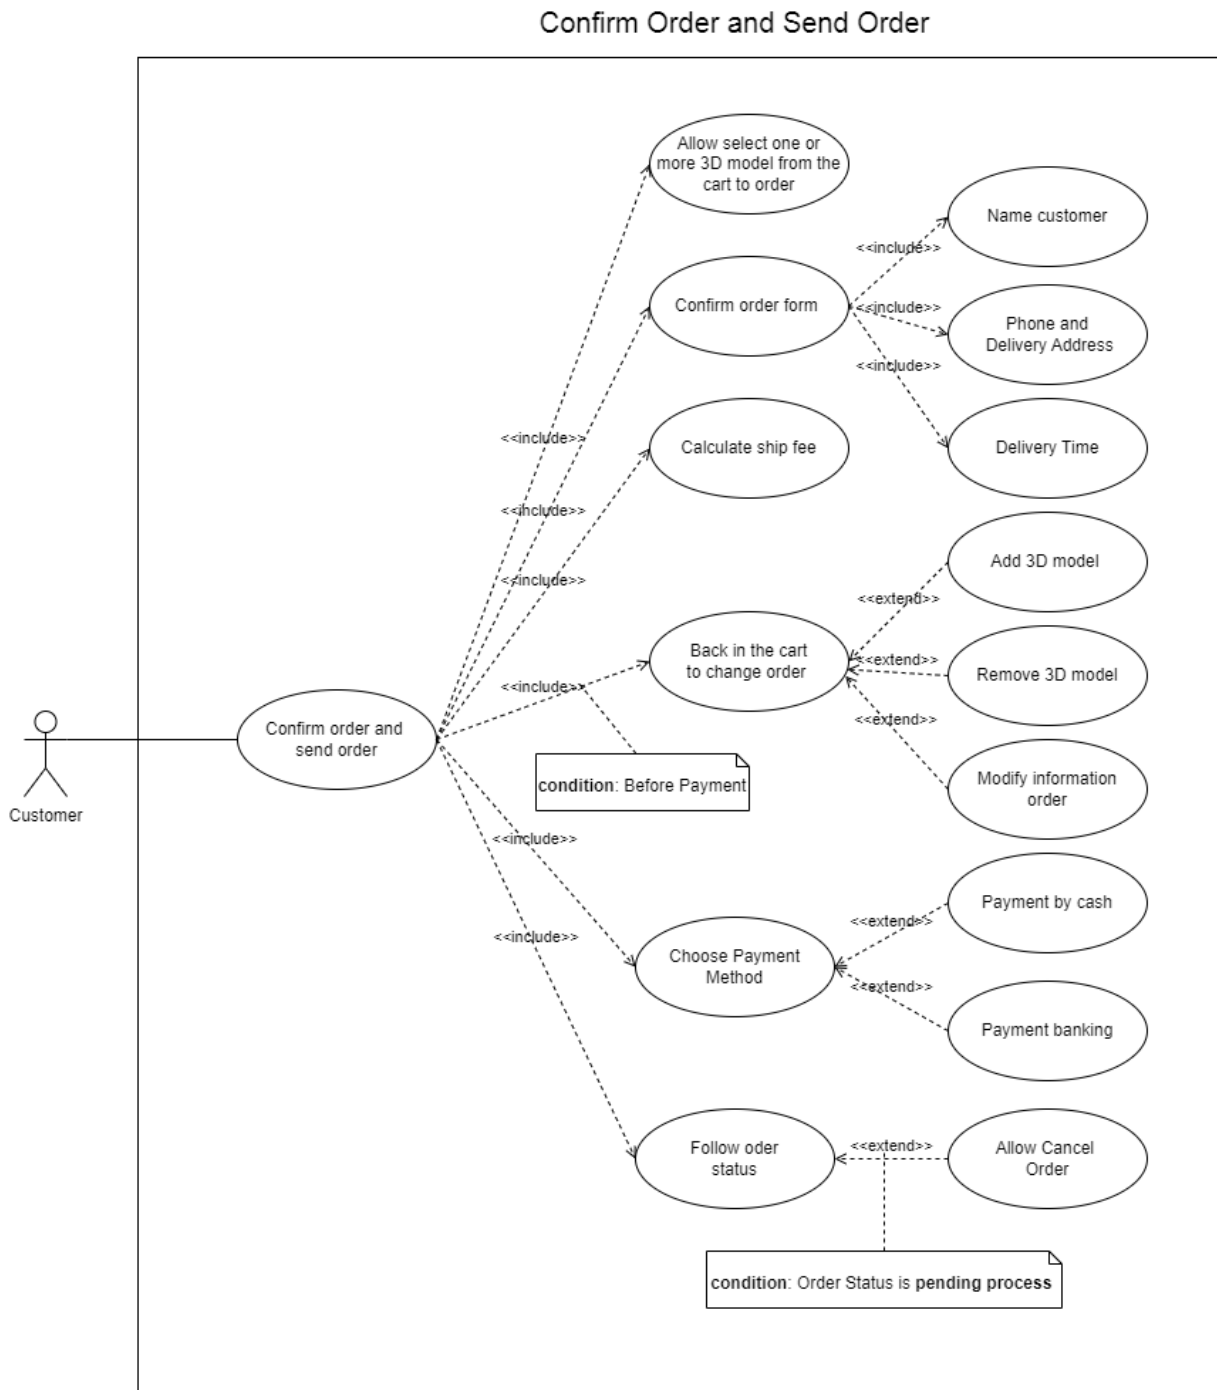 Confirm Order and Send Order
Allow select one or
more 3D model from the
cart to order
Name customer
<<include>>
Confirm order form
<<include>>
Phone and
Delivery Address
<<include>>
<<include>>
Calculate ship fee
Delivery Time
<<include>>
<<include>>
Add 3D model
<<extend>>
Back in the cart
to change order
<<extend>>
Remove 3D model
<<include>>
<<extend>>
Confirm order and
send order
condition: Before Payment
Modify information
order
Customer
<<include>>
Payment by cash
<<extend>>
<<include>>
Choose Payment
Method
<<extend>>
Payment banking
Follow oder
status
<<extend>>
Allow Cancel
Order
condition: Order Status is pending process